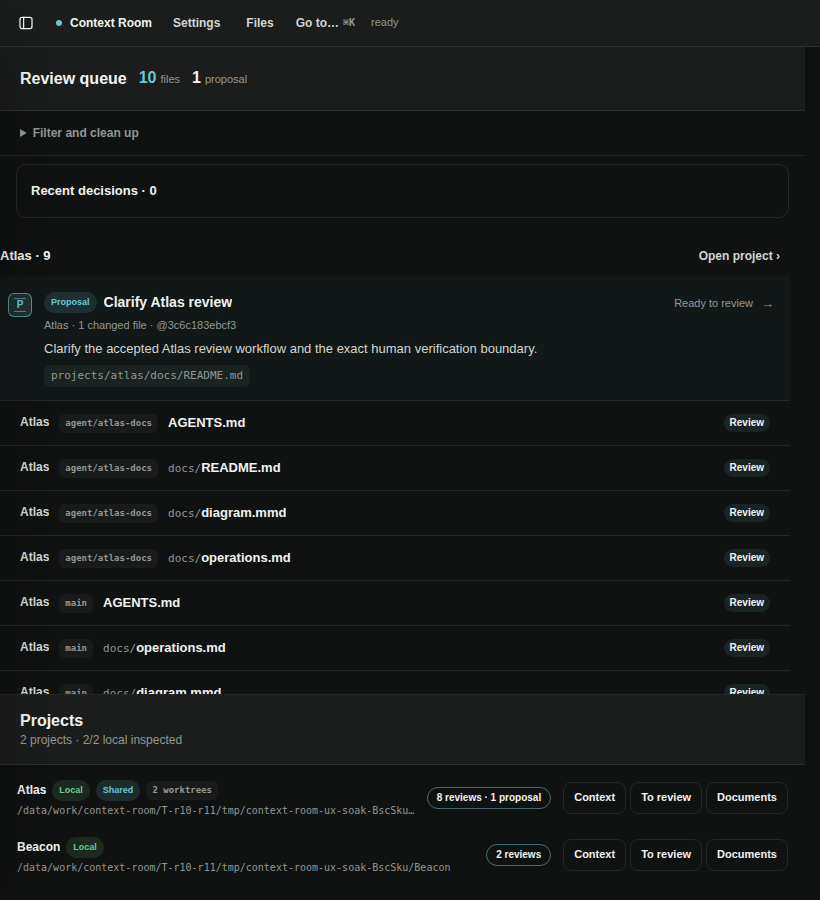 Context Room Settings Files Go to… ⌘K ready
Review queue 10 files 1 proposal
▶ Filter and clean up
Recent decisions · 0
Atlas · 9 Open project ›
P Proposal Clarify Atlas review Ready to review →
Atlas · 1 changed file · @3c6c183ebcf3
Clarify the accepted Atlas review workflow and the exact human verification boundary.
projects/atlas/docs/README.md
Atlas agent/atlas-docs AGENTS.md Review
Atlas agent/atlas-docs docs/README.md Review
Atlas agent/atlas-docs docs/diagram.mmd Review
Atlas agent/atlas-docs docs/operations.md Review
Atlas main AGENTS.md Review
Atlas main docs/operations.md Review
Atlas main docs/diagram.mmd Review
Projects
2 projects · 2/2 local inspected
Atlas Local Shared 2 worktrees 8 reviews · 1 proposal Context To review Documents
/data/work/context-room/T-r10-r11/tmp/context-room-ux-soak-BscSku…
Beacon Local 2 reviews Context To review Documents
/data/work/context-room/T-r10-r11/tmp/context-room-ux-soak-BscSku/Beacon